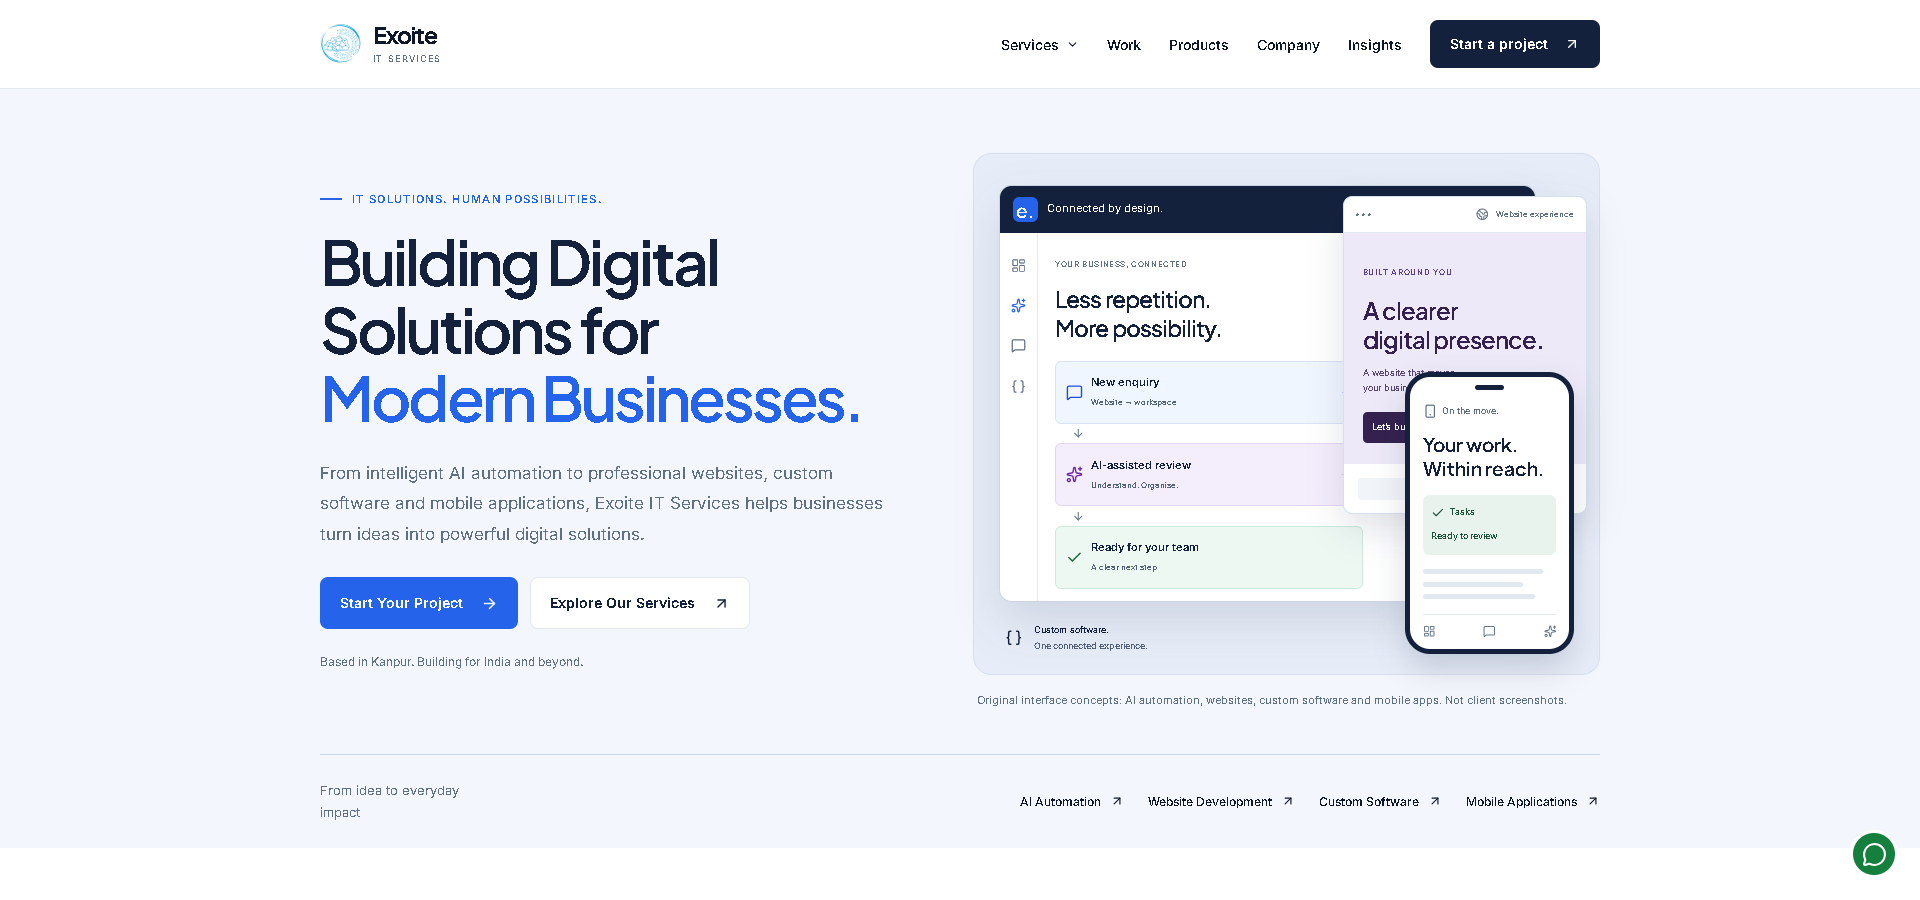 Exoite
IT SERVICES
Services
Work
Products
Company
Insights
Start a project
IT SOLUTIONS. HUMAN POSSIBILITIES.
Building Digital
Solutions for
Modern Businesses.
From intelligent AI automation to professional websites, custom
software and mobile applications, Exoite IT Services helps businesses
turn ideas into powerful digital solutions.
Start Your Project
Explore Our Services
Based in Kanpur. Building for India and beyond.
e.
Connected by design.
YOUR BUSINESS, CONNECTED
Less repetition.
More possibility.
New enquiry
Website → workspace
AI-assisted review
Understand. Organise.
Ready for your team
A clear next step
{ }
Custom software.
One connected experience.
Website experience
BUILT AROUND YOU
A clearer
digital presence.
A website that
your
Let's
On the move.
Your work.
Within reach.
Tasks
Ready to review
Original interface concepts: AI automation, websites, custom software and mobile apps. Not client screenshots.
From idea to everyday
impact
AI Automation
Website Development
Custom Software
Mobile Applications